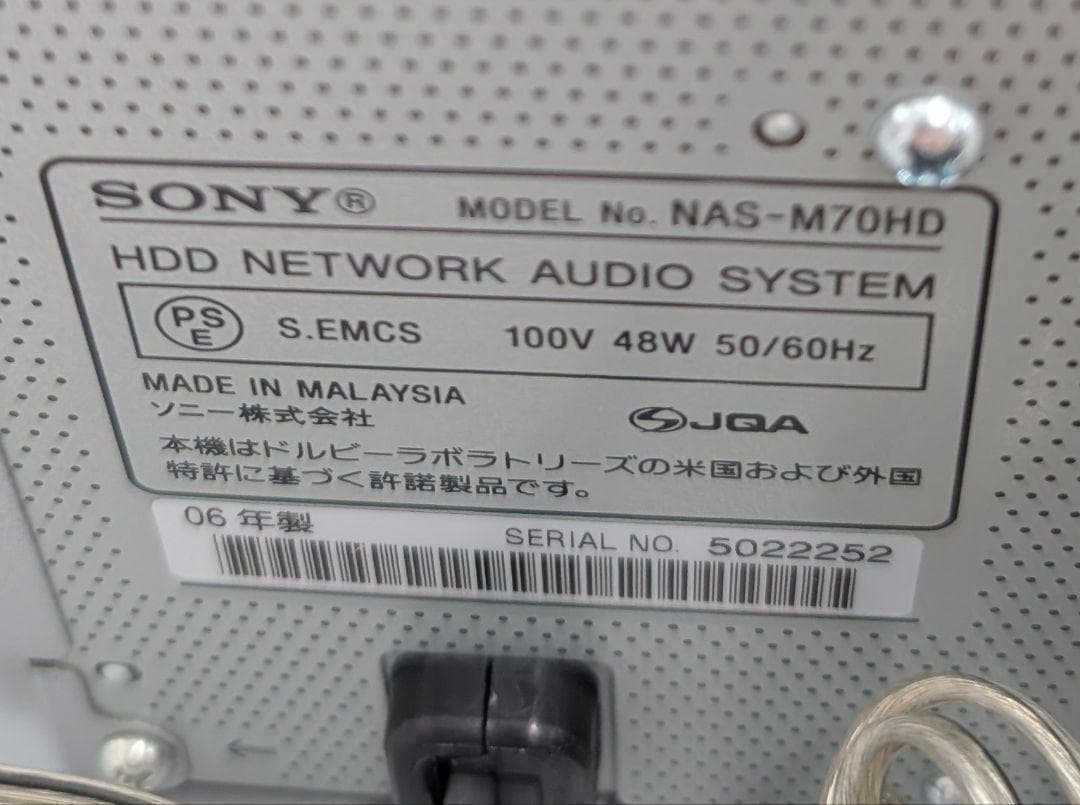 SONY® MODEL No. NAS-M70HD
HDD NETWORK AUDIO SYSTEM
PSE S.EMCS 100V 48W 50/60Hz
MADE IN MALAYSIA
ソニー株式会社 JQA
本機はドルビーラボラトリーズの米国および外国
特許に基づく許諾製品です。
06年製 SERIAL NO. 5022252